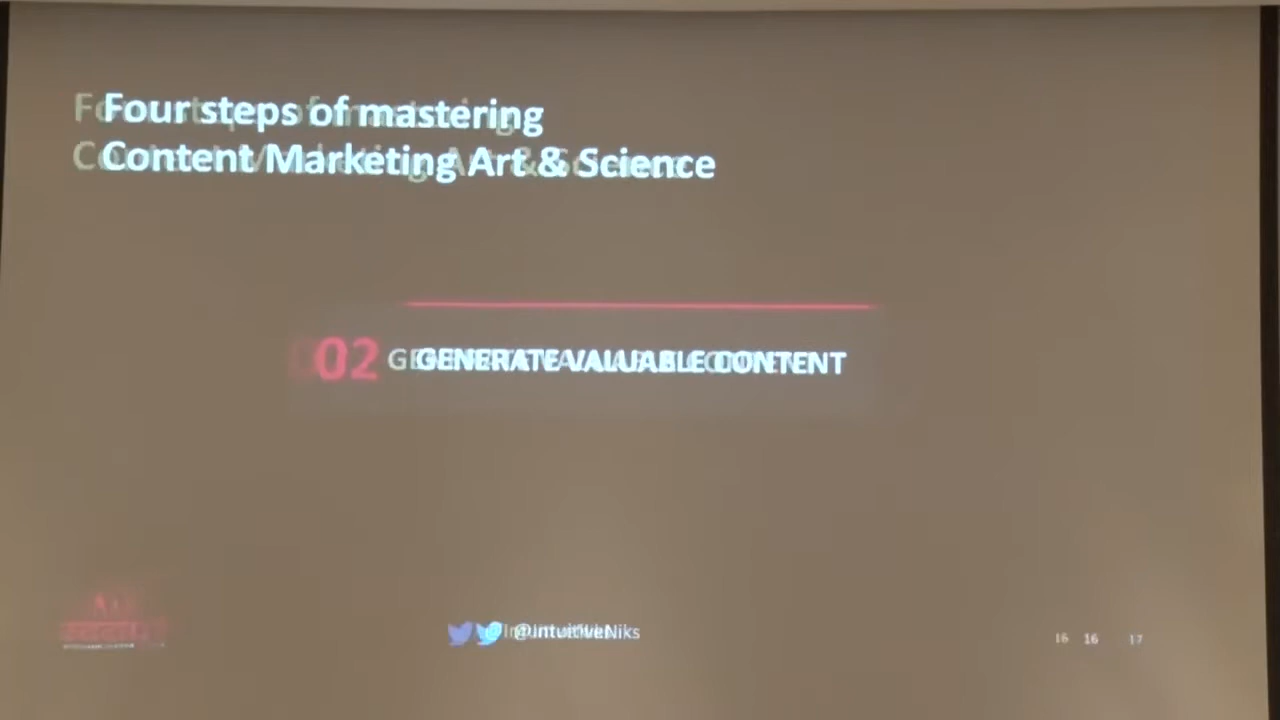 Four steps of mastering
Content Marketing Art & Science
02 GENERATE VALUABLE CONTENT
@IntuitiveNiks
16 16 17